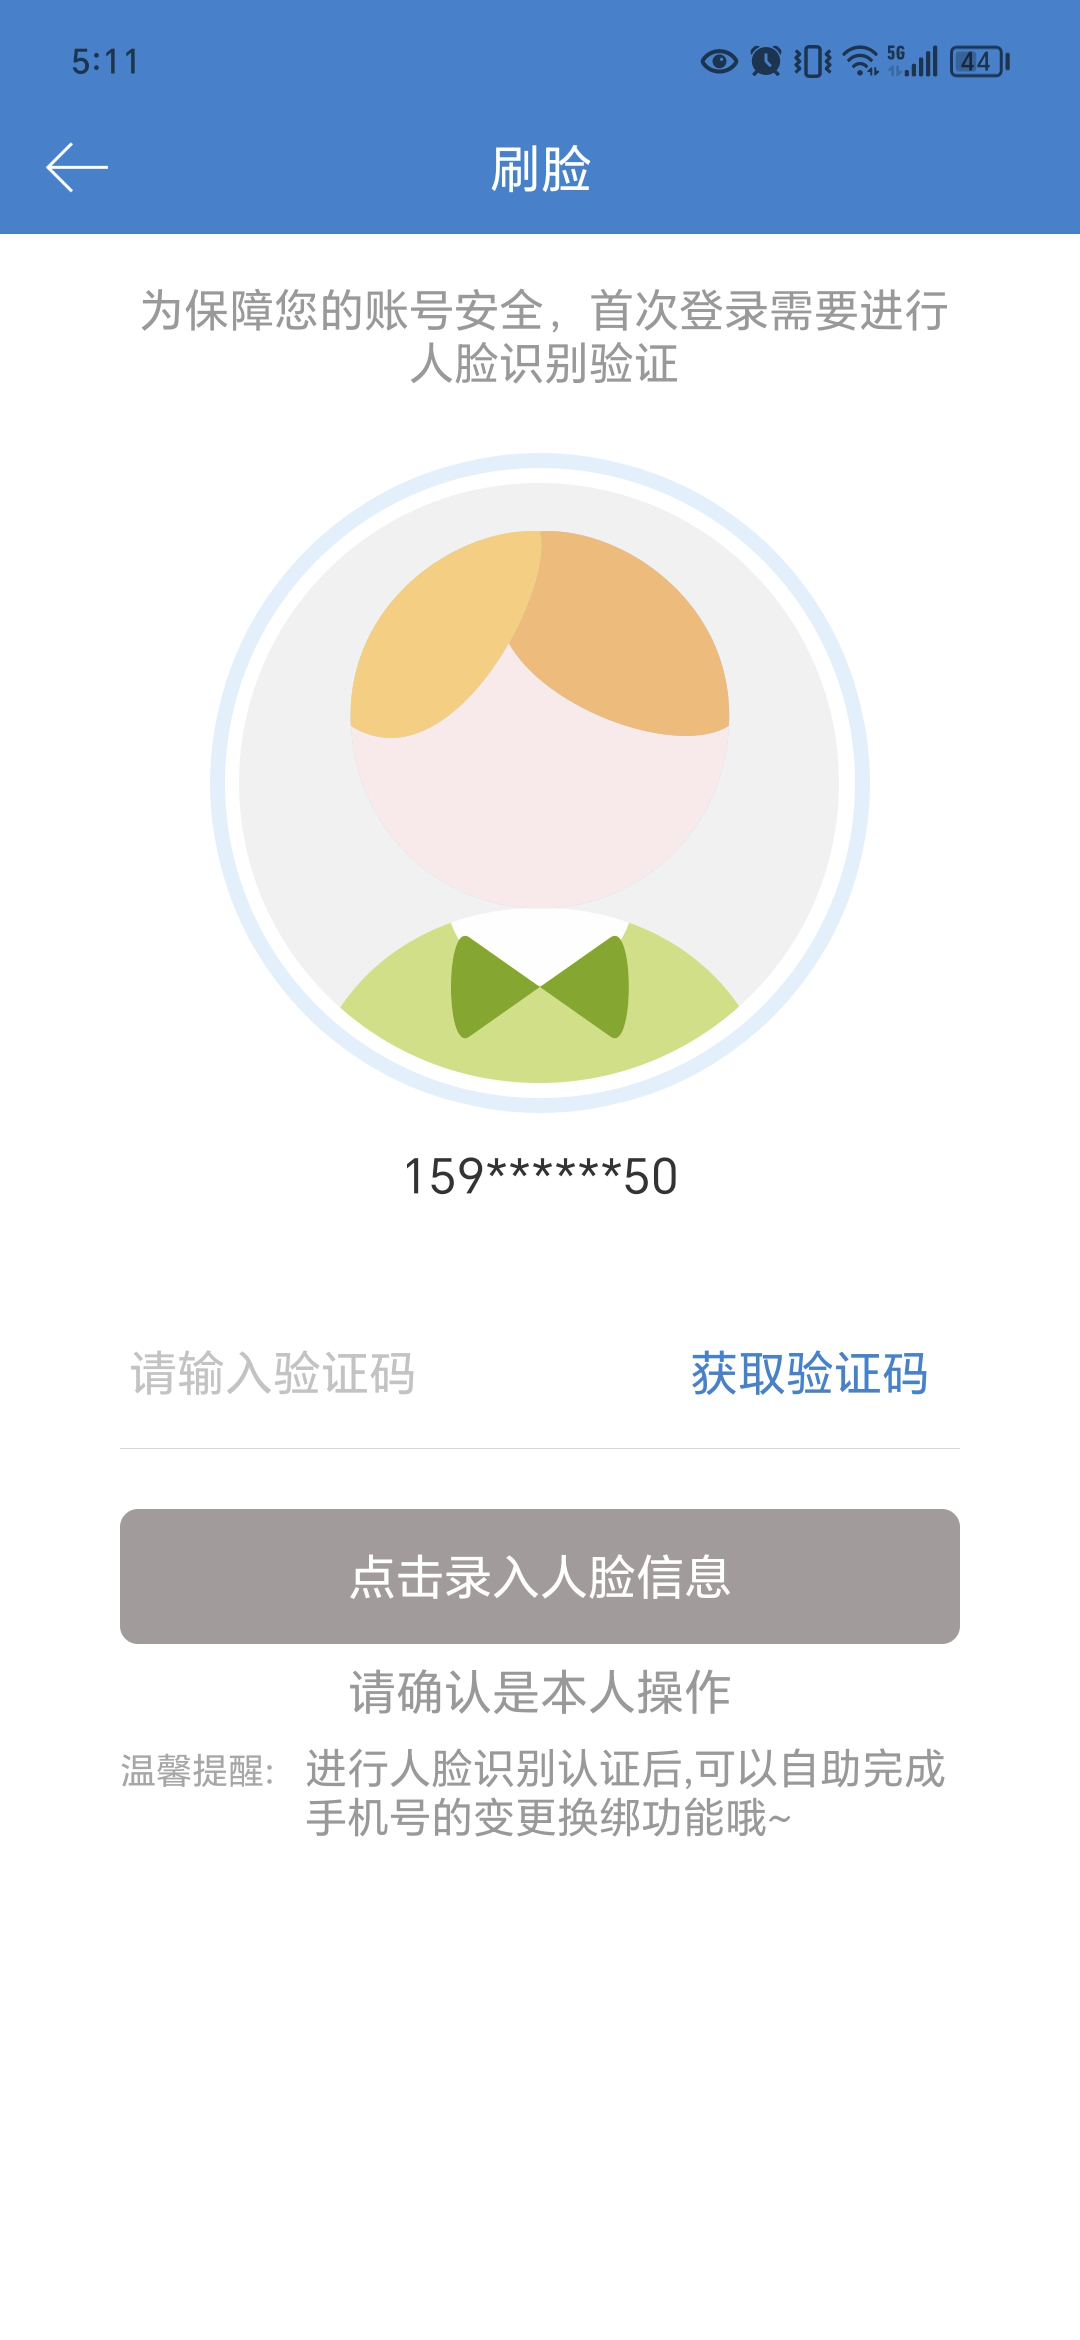 5:11
5G
44
刷脸
为保障您的账号安全，首次登录需要进行
人脸识别验证
159******50
请输入验证码 获取验证码
点击录入人脸信息
请确认是本人操作
温馨提醒: 进行人脸识别认证后,可以自助完成
手机号的变更换绑功能哦~